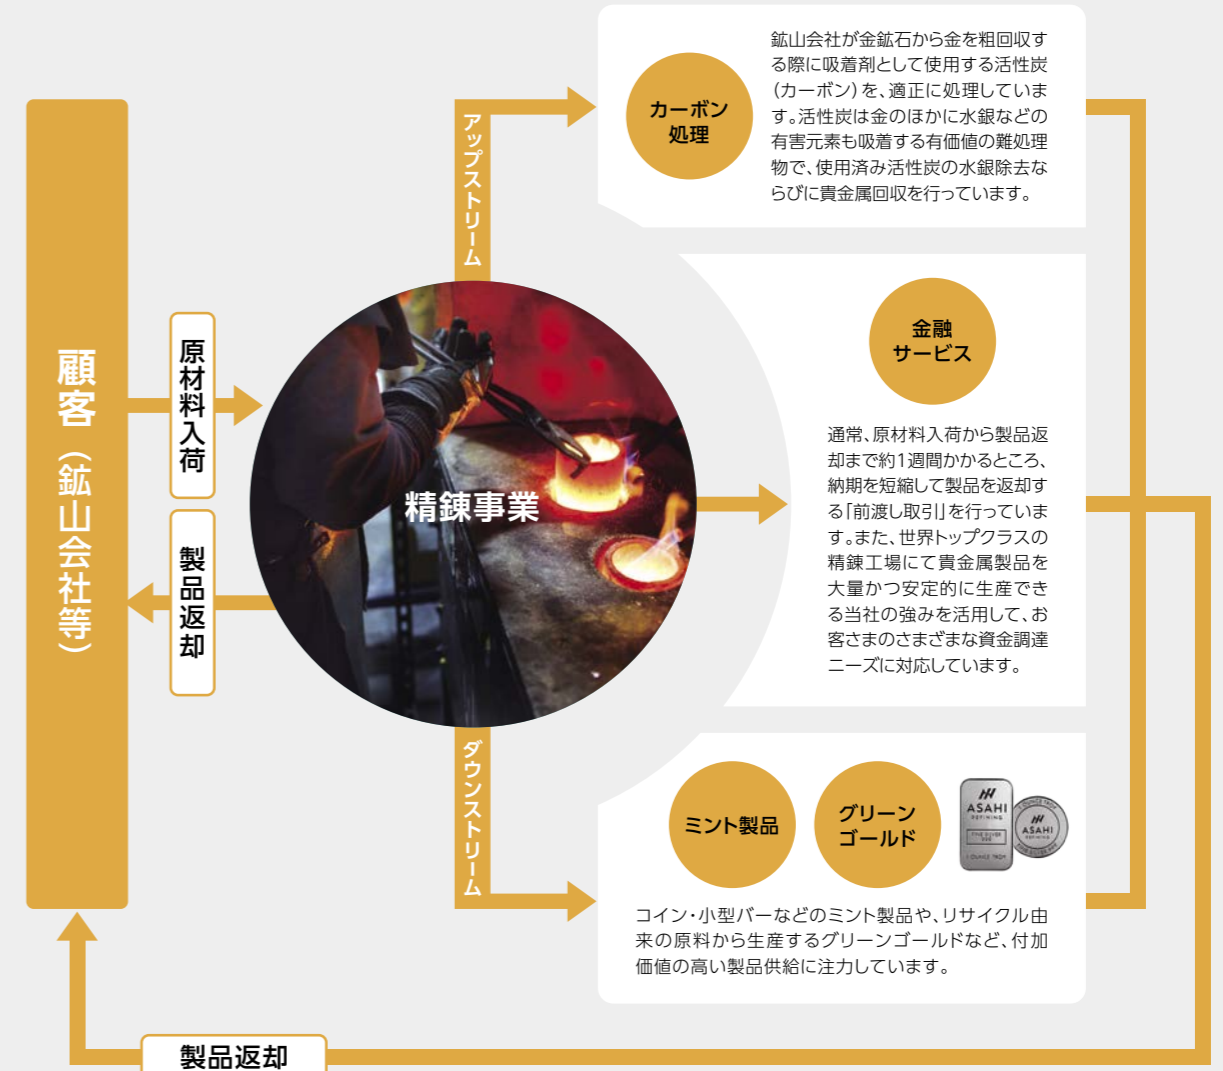 顧客（鉱山会社等）
原材料入荷
製品返却
精錬事業
アップストリーム
カーボン
処理
鉱山会社が金鉱石から金を粗回収す
る際に吸着剤として使用する活性炭
（カーボン）を、適正に処理していま
す。活性炭は金のほかに水銀などの
有害元素も吸着する有価値の難処理
物で、使用済み活性炭の水銀除去な
らびに貴金属回収を行っています。
金融
サービス
通常、原材料入荷から製品返
却まで約1週間かかるところ、
納期を短縮して製品を返却す
る「前渡し取引」を行っていま
す。また、世界トップクラスの
精錬工場にて貴金属製品を
大量かつ安定的に生産でき
る当社の強みを活用して、お
客さまのさまざまな資金調達
ニーズに対応しています。
ダウンストリーム
ミント製品
グリーン
ゴールド
ASAHI
REFINING
FINE SILVER
999
1 OUNCE TROY
1 OUNCE TROY
ASAHI
REFINING
FINE SILVER 999
コイン・小型バーなどのミント製品や、リサイクル由
来の原料から生産するグリーンゴールドなど、付加
価値の高い製品供給に注力しています。
製品返却